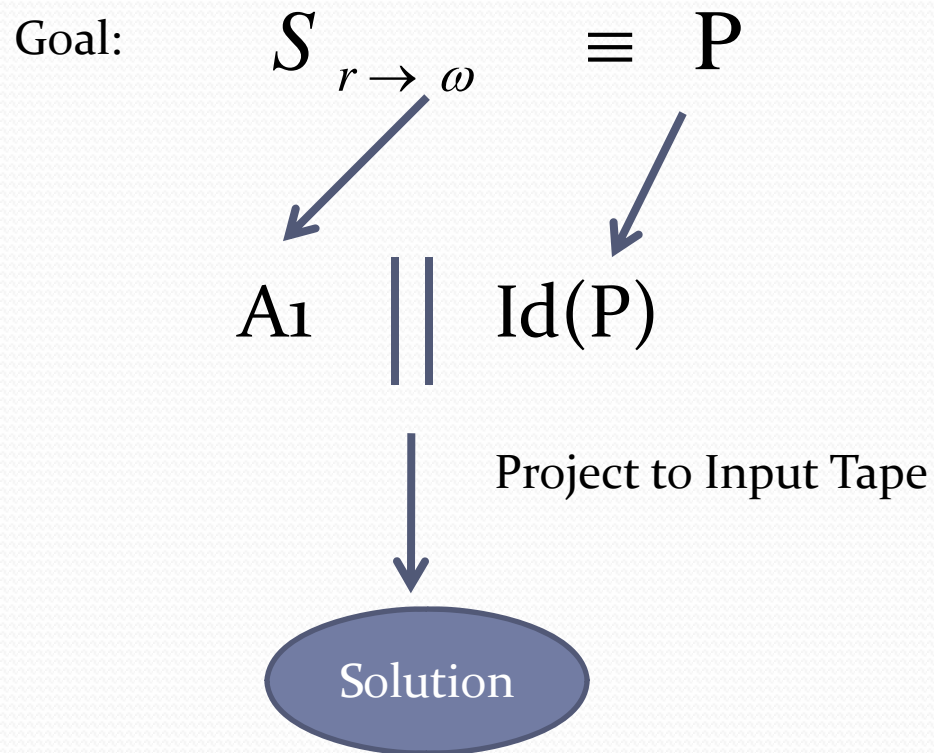 Goal: S r → ω ≡ P
A1 || Id(P)
Project to Input Tape
Solution